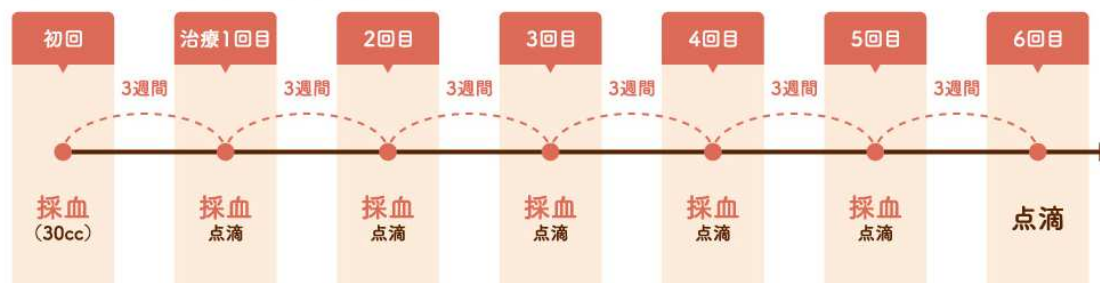 初回
治療1回目
2回目
3回目
4回目
5回目
6回目
3週間
3週間
3週間
3週間
3週間
3週間
採血
(30cc)
採血
点滴
採血
点滴
採血
点滴
採血
点滴
採血
点滴
点滴